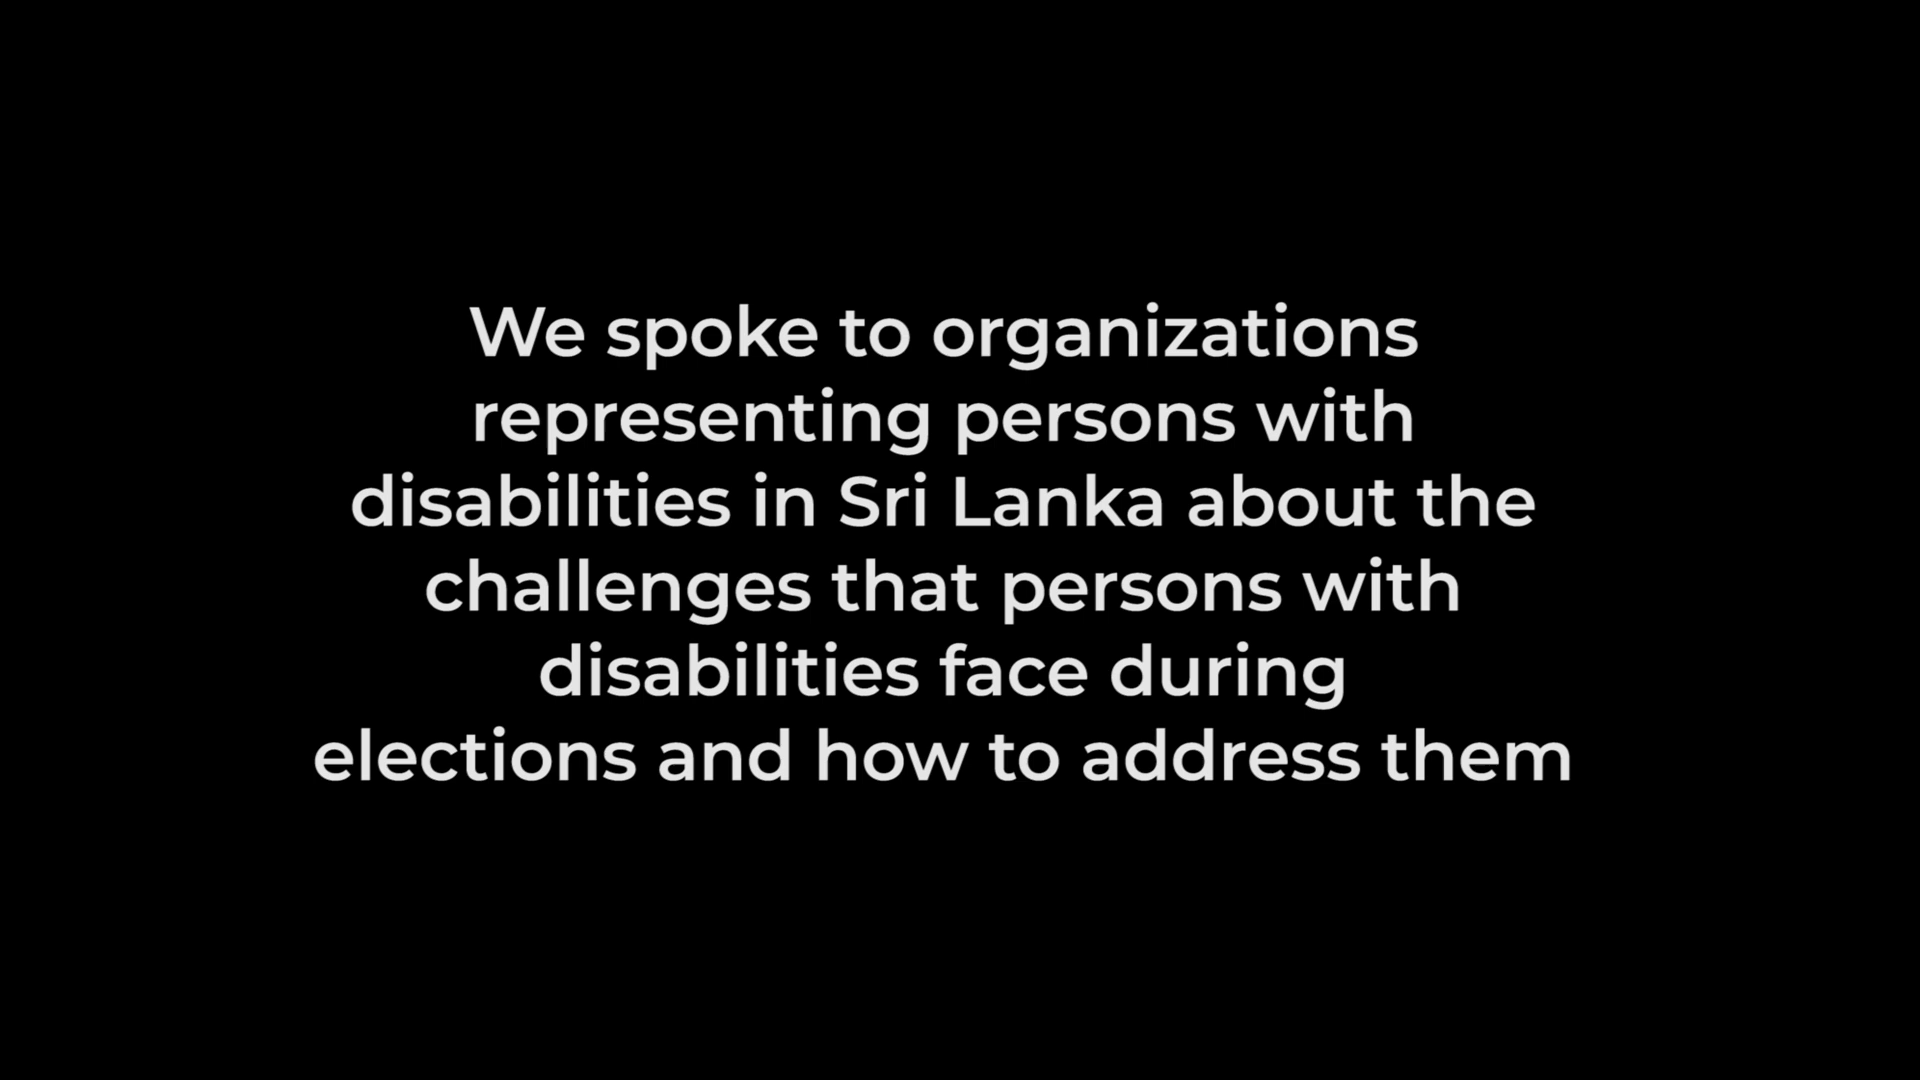 We spoke to organizations
representing persons with
disabilities in Sri Lanka about the
challenges that persons with
disabilities face during
elections and how to address them